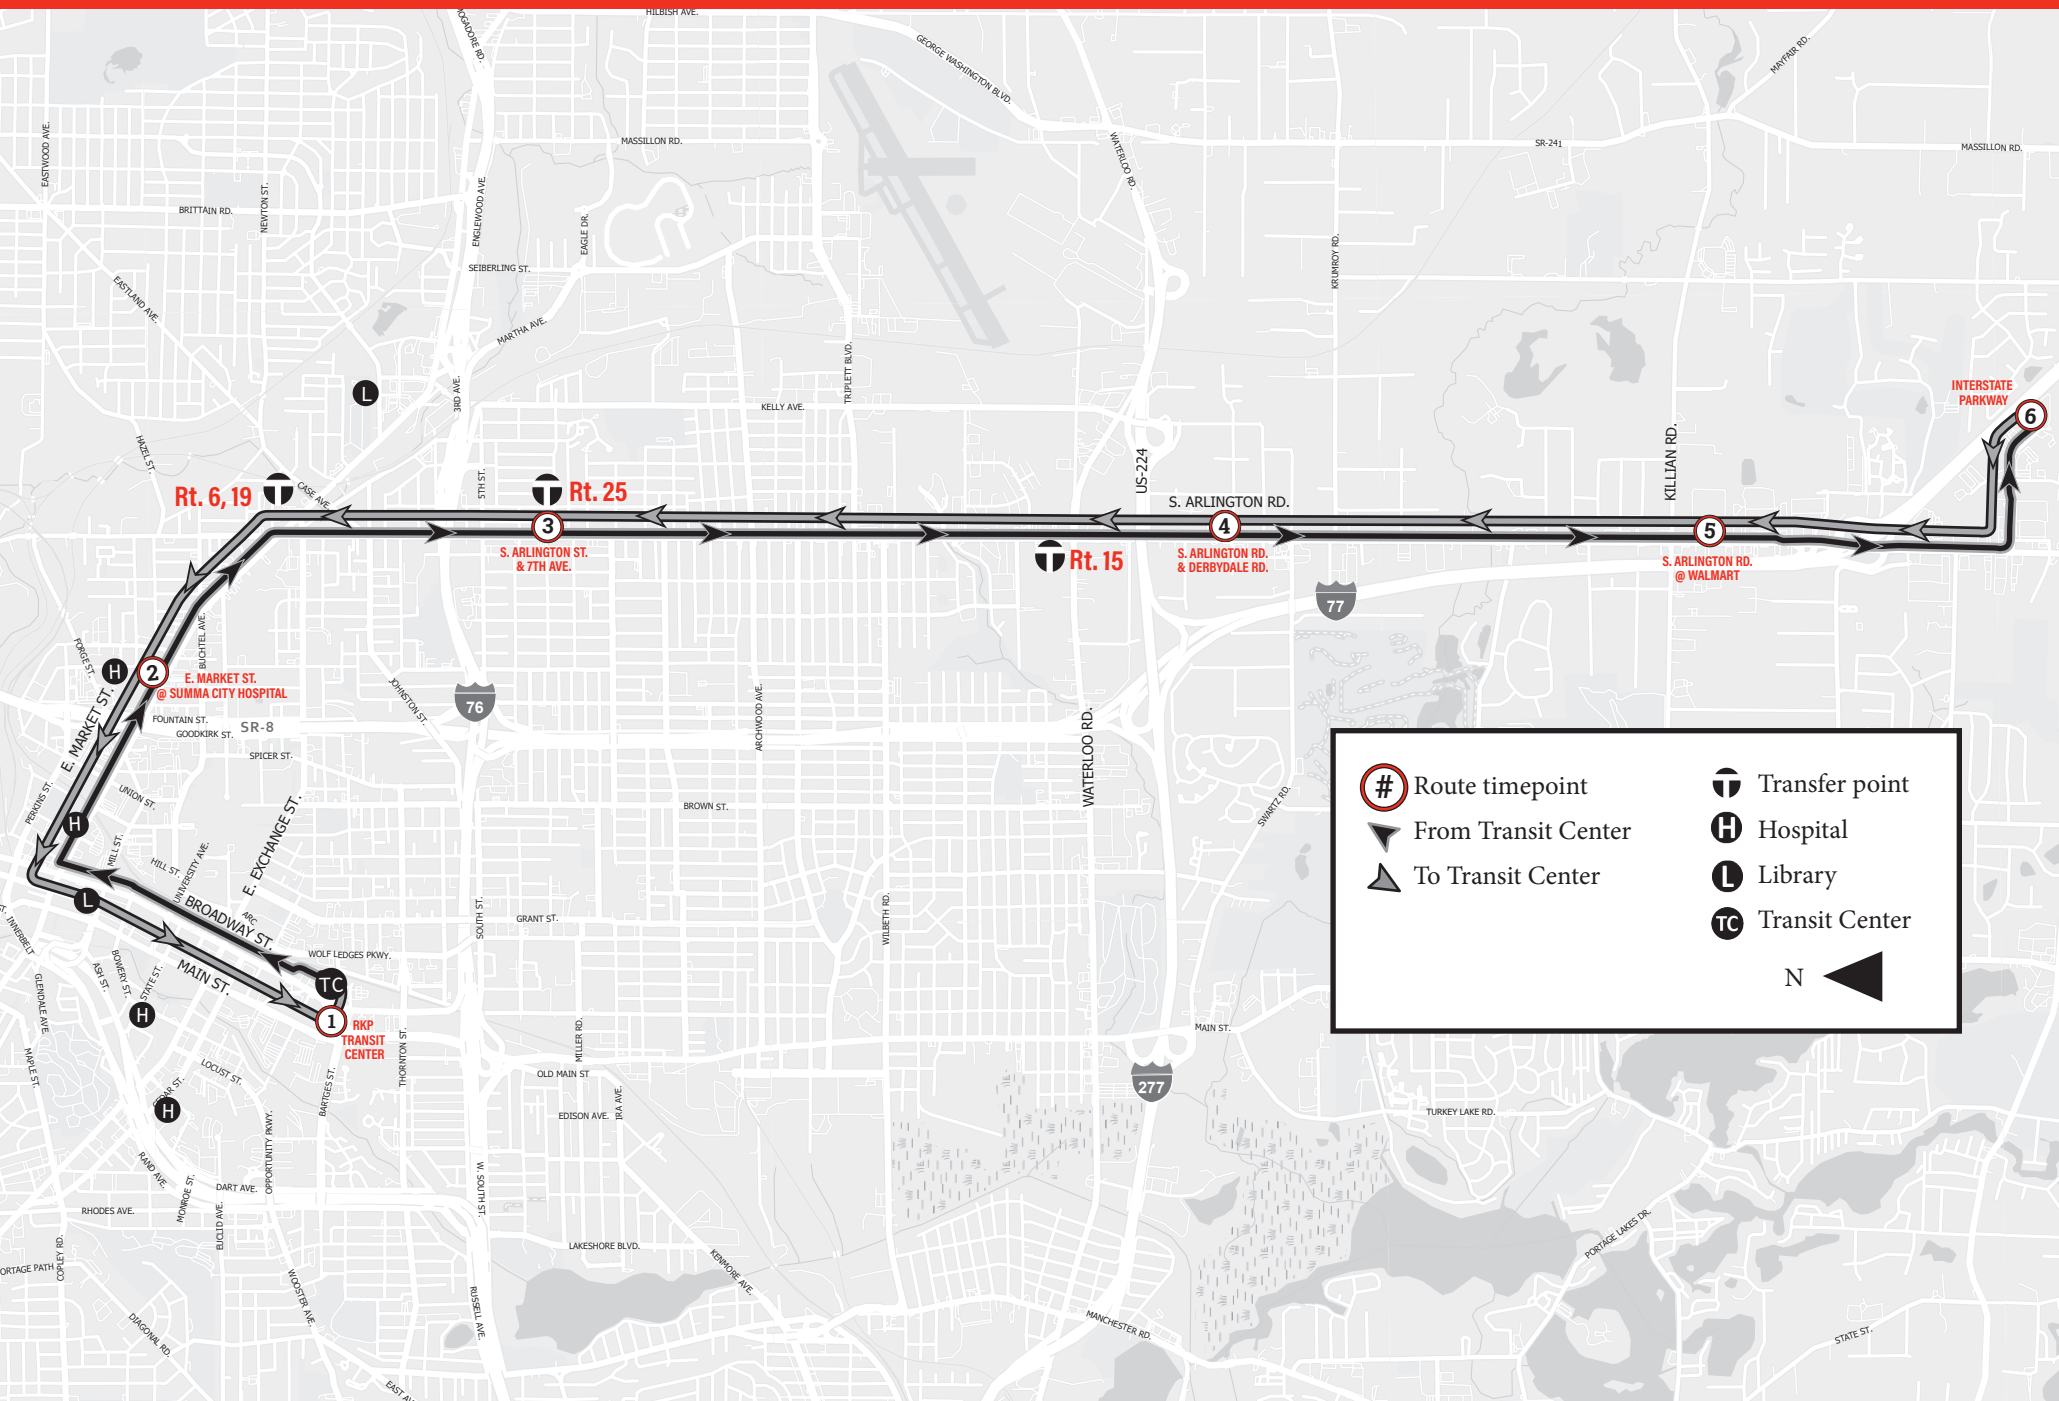 HILBISH AVE.
MOGADORE RD.
GEORGE WASHINGTON BLVD.
MAYFAIR RD.
EASTWOOD AVE.
MASSILLON RD.
WATERLOO RD.
SR-241
MASSILLON RD.
BRITTAIN RD.
NEWTON ST.
ENGLEWOOD AVE.
EAGLE DR.
SEIBERLING ST.
KRUMROY RD.
EASTLAND AVE.
MARTHA AVE.
TRIPLETT BLVD.
3RD AVE.
KELLY AVE.
L
INTERSTATE
PARKWAY
6
HAZEL ST.
CASE AVE.
5TH ST.
US-224
KILLIAN RD.
Rt. 6, 19
T
T
Rt. 25
S. ARLINGTON RD.
3
4
5
S. ARLINGTON ST.
& 7TH AVE.
T
Rt. 15
S. ARLINGTON RD.
& DERBYDALE RD.
S. ARLINGTON RD.
@ WALMART
77
FORGE ST.
BUCHTEL AVE.
H
2
E. MARKET ST.
@ SUMMA CITY HOSPITAL
E. MARKET ST.
JOHNSTON ST.
76
ARCHWOOD AVE.
WATERLOO RD.
FOUNTAIN ST.
GOODKIRK ST.
SR-8
SPICER ST.
PERKINS ST.
UNION ST.
BROWN ST.
SWARTZ RD.
H
MILL ST.
HILL ST.
UNIVERSITY AVE.
E. EXCHANGE ST.
L
BROADWAY ST.
ARC
SOUTH ST.
GRANT ST.
WILBETH RD.
INNERBELT
WOLF LEDGES PKWY.
TC
MAIN ST.
ASH ST.
BOWERY ST.
STATE ST.
GLENDALE AVE.
H
1
RKP
TRANSIT
CENTER
THORNTON ST.
MILLER RD.
MAIN ST.
MAPLE ST.
LOCUST ST.
CEDAR ST.
H
BARTGES ST.
OLD MAIN ST
277
EDISON AVE.
IRA AVE.
TURKEY LAKE RD.
OPPORTUNITY PKWY.
RAND AVE.
MONROE ST.
DART AVE.
W. SOUTH ST.
RHODES AVE.
EUCLID AVE.
COPLEY RD.
LAKESHORE BLVD.
KENMORE AVE.
PORTAGE LAKES DR.
ORTAGE PATH
WOOSTER AVE.
RUSSELL AVE.
DIAGONAL RD.
MANCHESTER RD.
STATE ST.
EAST AV
# Route timepoint
From Transit Center
To Transit Center
T Transfer point
H Hospital
L Library
TC Transit Center
N